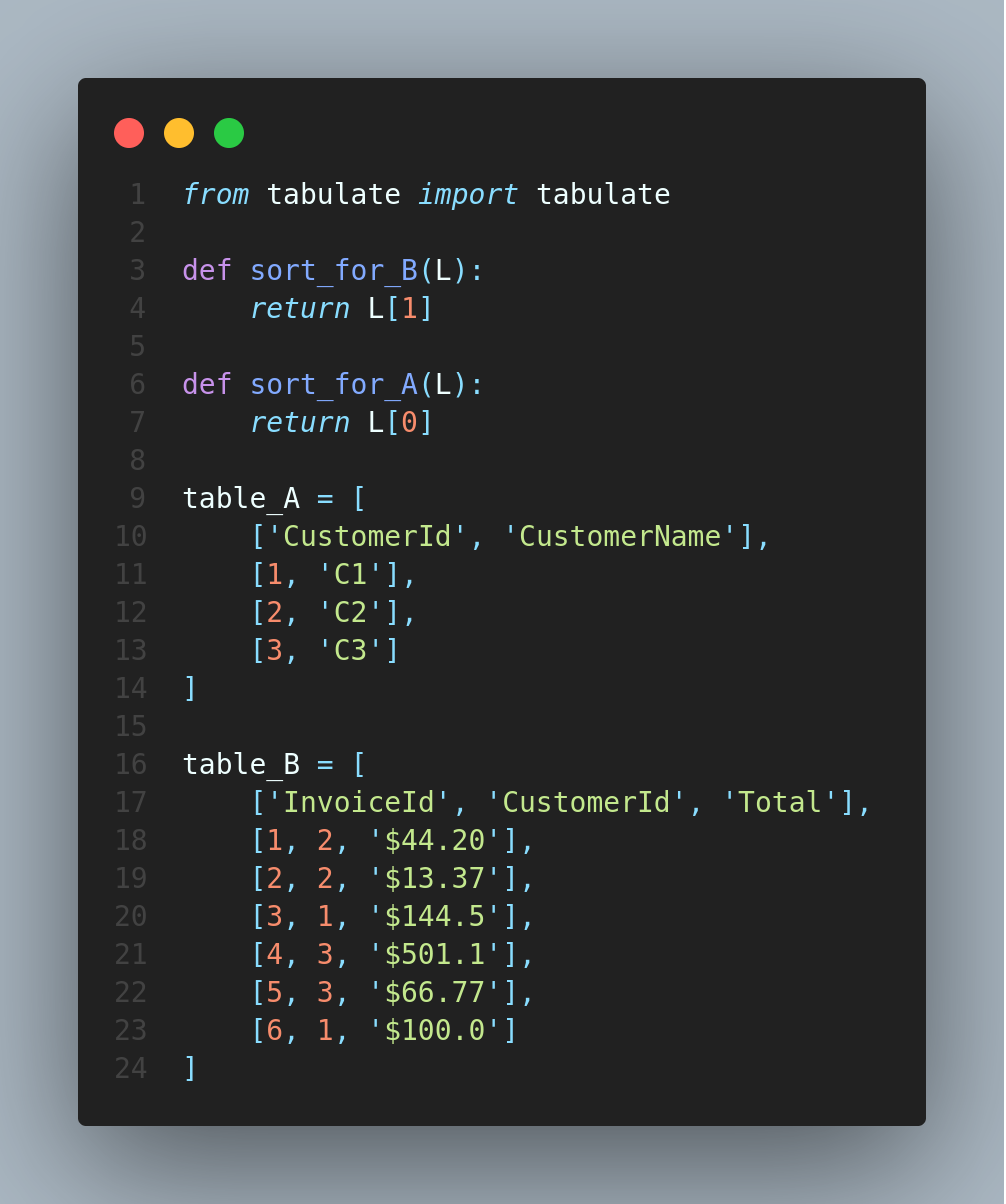 1 from tabulate import tabulate
2
3 def sort_for_B(L):
4     return L[1]
5
6 def sort_for_A(L):
7     return L[0]
8
9 table_A = [
10     ['CustomerId', 'CustomerName'],
11     [1, 'C1'],
12     [2, 'C2'],
13     [3, 'C3']
14 ]
15
16 table_B = [
17     ['InvoiceId', 'CustomerId', 'Total'],
18     [1, 2, '$44.20'],
19     [2, 2, '$13.37'],
20     [3, 1, '$144.5'],
21     [4, 3, '$501.1'],
22     [5, 3, '$66.77'],
23     [6, 1, '$100.0']
24 ]